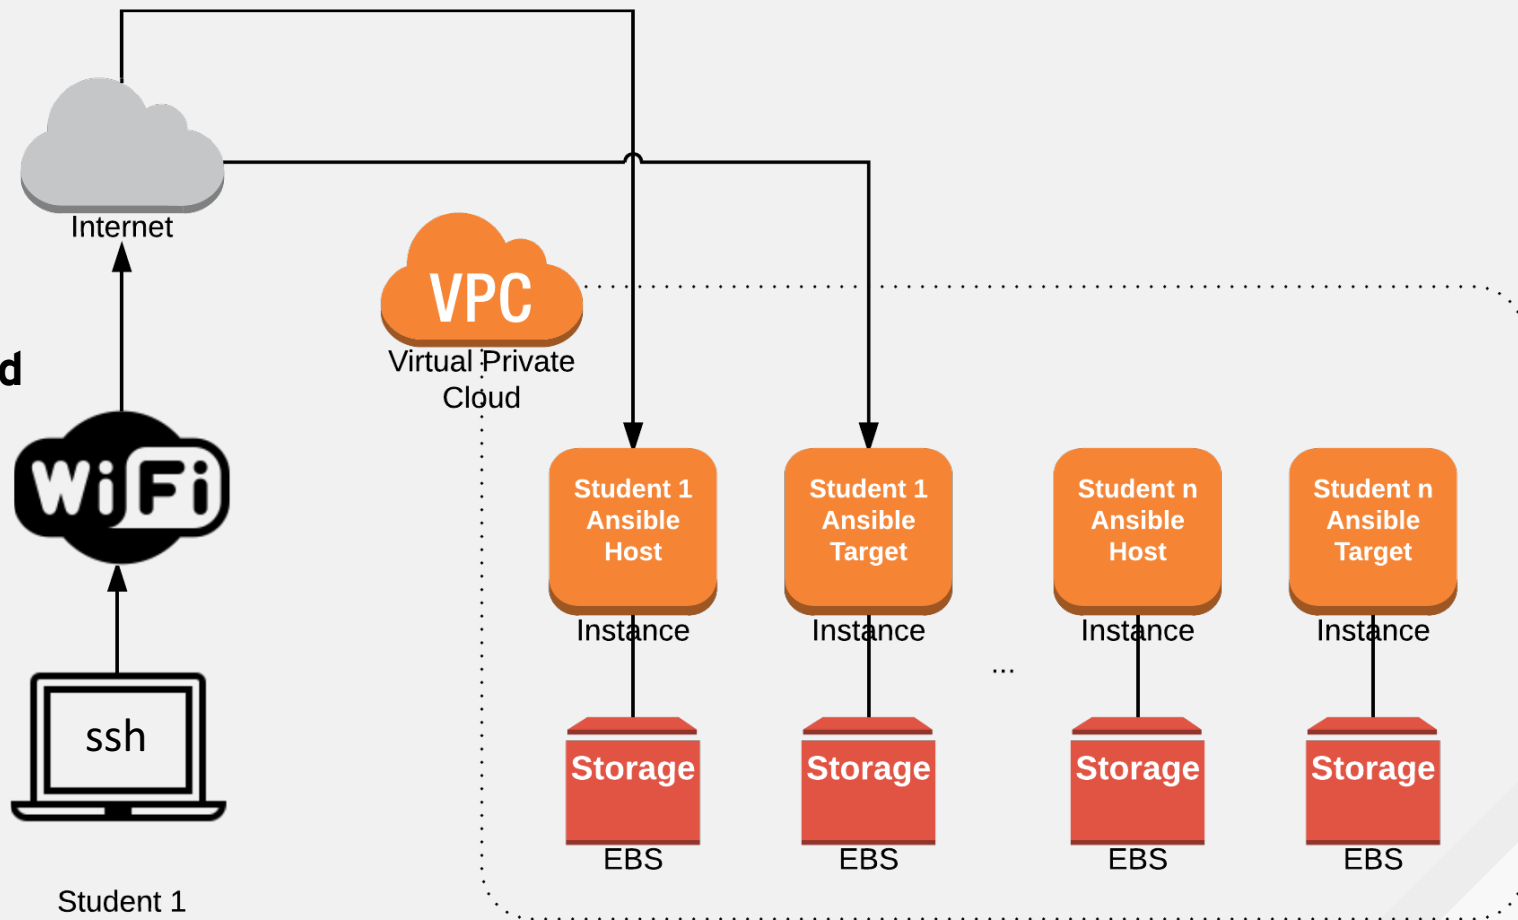 Internet
VPC
Virtual Private
Cloud
d
WiFi
ssh
Student 1
Student 1
Ansible
Host
Instance
Student 1
Ansible
Target
Instance
...
Student n
Ansible
Host
Instance
Student n
Ansible
Target
Instance
Storage
EBS
Storage
EBS
Storage
EBS
Storage
EBS